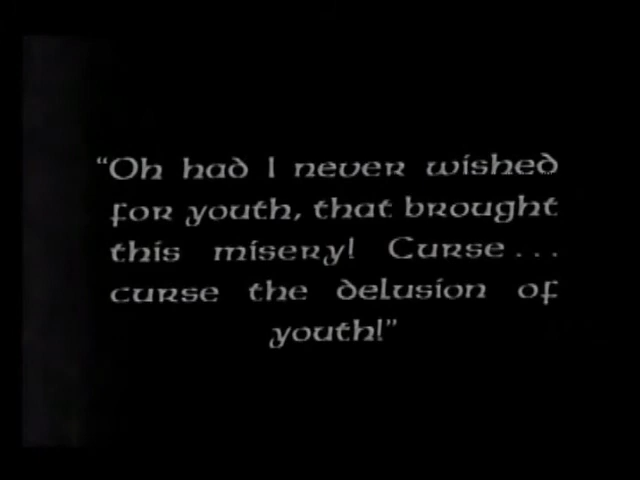 “Oh had I never wished
for youth, that brought
this misery! Curse...
curse the delusion of
youth!”